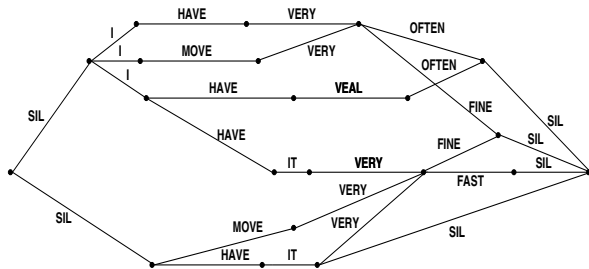 HAVE VERY
I OFTEN
I MOVE VERY
I OFTEN
HAVE VEAL
SIL FINE SIL
HAVE FINE SIL
IT VERY FAST SIL
VERY
SIL MOVE VERY
HAVE IT SIL